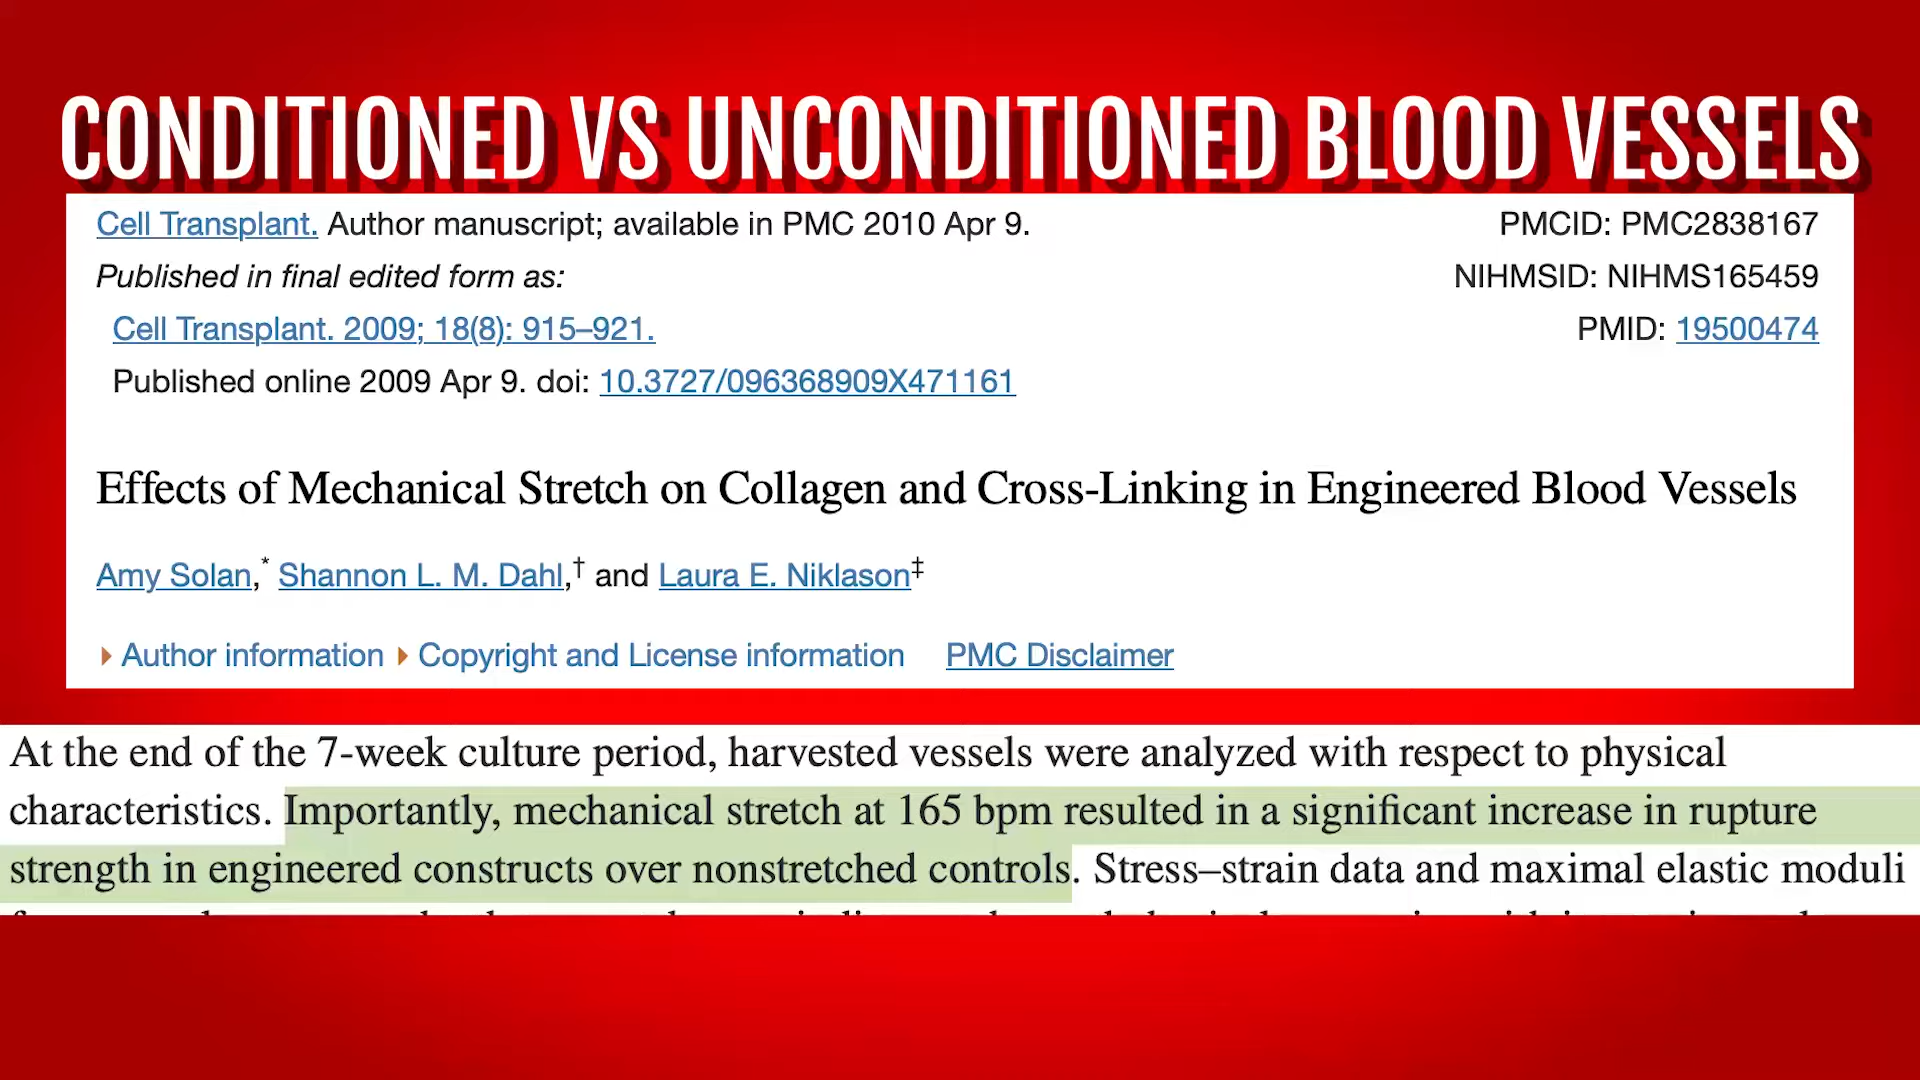 CONDITIONED VS UNCONDITIONED BLOOD VESSELS
Cell Transplant. Author manuscript; available in PMC 2010 Apr 9.
PMCID: PMC2838167
Published in final edited form as:
NIHMSID: NIHMS165459
Cell Transplant. 2009; 18(8): 915–921.
PMID: 19500474
Published online 2009 Apr 9. doi: 10.3727/096368909X471161
Effects of Mechanical Stretch on Collagen and Cross-Linking in Engineered Blood Vessels
Amy Solan,* Shannon L. M. Dahl,† and Laura E. Niklason‡
Author information Copyright and License information PMC Disclaimer
At the end of the 7-week culture period, harvested vessels were analyzed with respect to physical
characteristics. Importantly, mechanical stretch at 165 bpm resulted in a significant increase in rupture
strength in engineered constructs over nonstretched controls. Stress–strain data and maximal elastic moduli